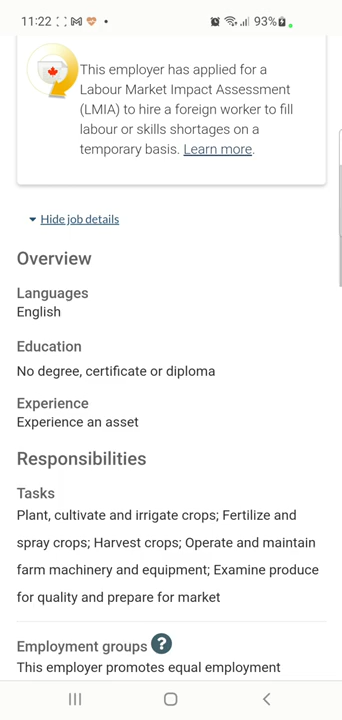 11:22
93%
This employer has applied for a
Labour Market Impact Assessment
(LMIA) to hire a foreign worker to fill
labour or skills shortages on a
temporary basis. Learn more.
Hide job details
Overview
Languages
English
Education
No degree, certificate or diploma
Experience
Experience an asset
Responsibilities
Tasks
Plant, cultivate and irrigate crops; Fertilize and
spray crops; Harvest crops; Operate and maintain
farm machinery and equipment; Examine produce
for quality and prepare for market
Employment groups ?
This employer promotes equal employment